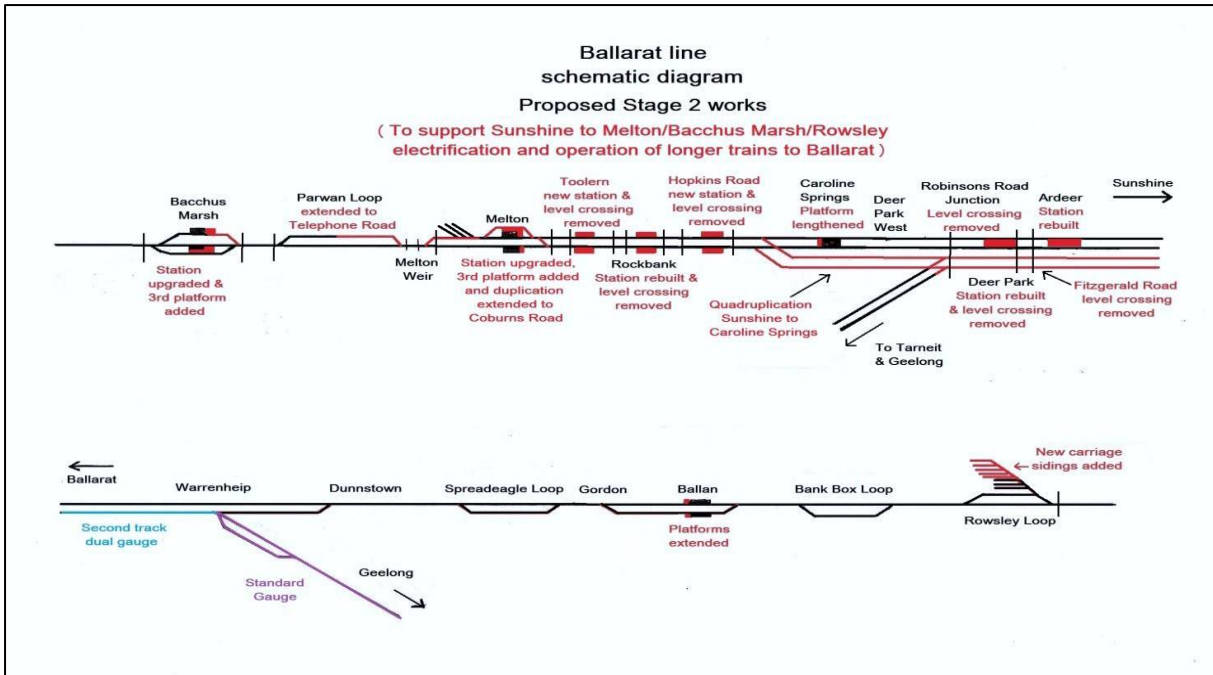 Ballarat line
schematic diagram
Proposed Stage 2 works
( To support Sunshine to Melton/Bacchus Marsh/Rowsley
electrification and operation of longer trains to Ballarat )
Bacchus
Marsh
Station
upgraded &
3rd platform
added
Parwan Loop
extended to
Telephone Road
Melton
Weir
Melton
Station upgraded,
3rd platform added
and duplication
extended to
Coburns Road
Toolern
new station &
level crossing
removed
Rockbank
Station rebuilt &
level crossing
removed
Hopkins Road
new station &
level crossing
removed
Caroline
Springs
Platform
lengthened
Quadruplication
Sunshine to
Caroline Springs
Deer
Park
West
To Tarneit
& Geelong
Robinsons Road
Junction
Level crossing
removed
Deer Park
Station rebuilt
& level crossing
removed
Ardeer
Station
rebuilt
Fitzgerald Road
level crossing
removed
Sunshine
Ballarat
Second track
dual gauge
Warrenheip
Standard
Gauge
Geelong
Dunnstown
Spreadeagle Loop
Gordon
Ballan
Platforms
extended
Bank Box Loop
New carriage
sidings added
Rowsley Loop